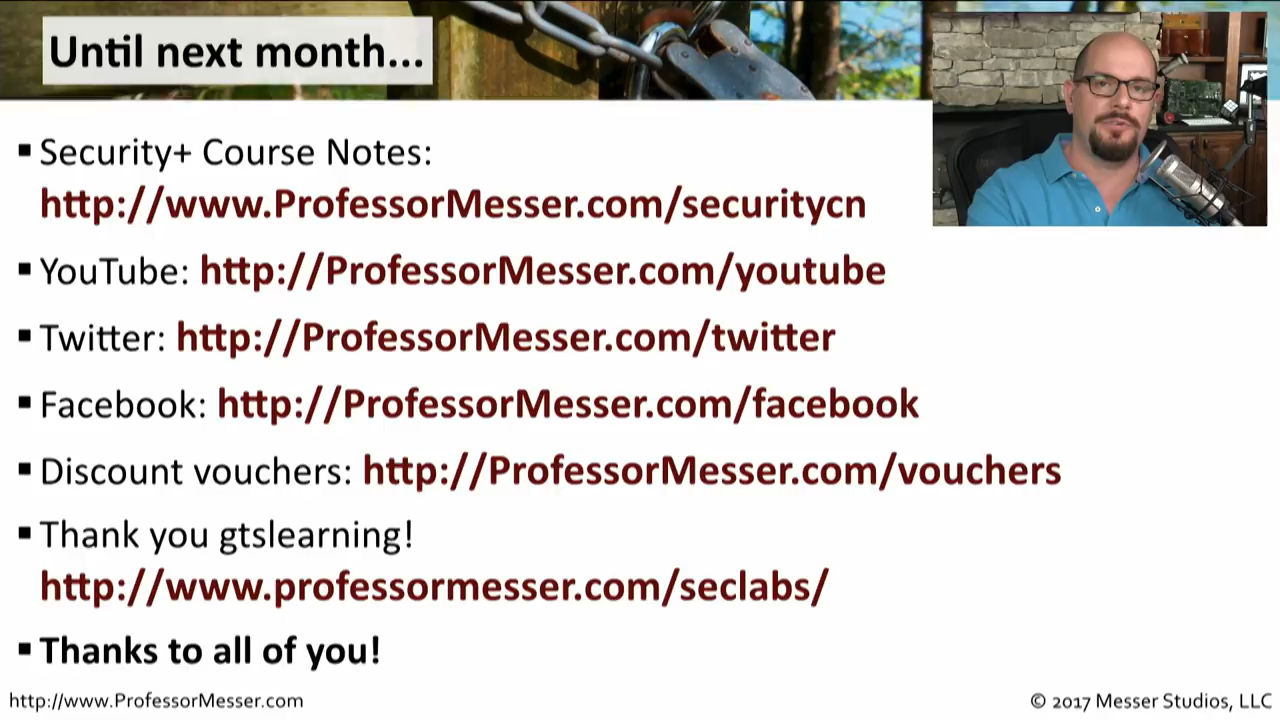 Until next month...
▪ Security+ Course Notes:
http://www.ProfessorMesser.com/securitycn
▪ YouTube: http://ProfessorMesser.com/youtube
▪ Twitter: http://ProfessorMesser.com/twitter
▪ Facebook: http://ProfessorMesser.com/facebook
▪ Discount vouchers: http://ProfessorMesser.com/vouchers
▪ Thank you gtslearning!
http://www.professormesser.com/seclabs/
▪ Thanks to all of you!
http://www.ProfessorMesser.com
© 2017 Messer Studios, LLC